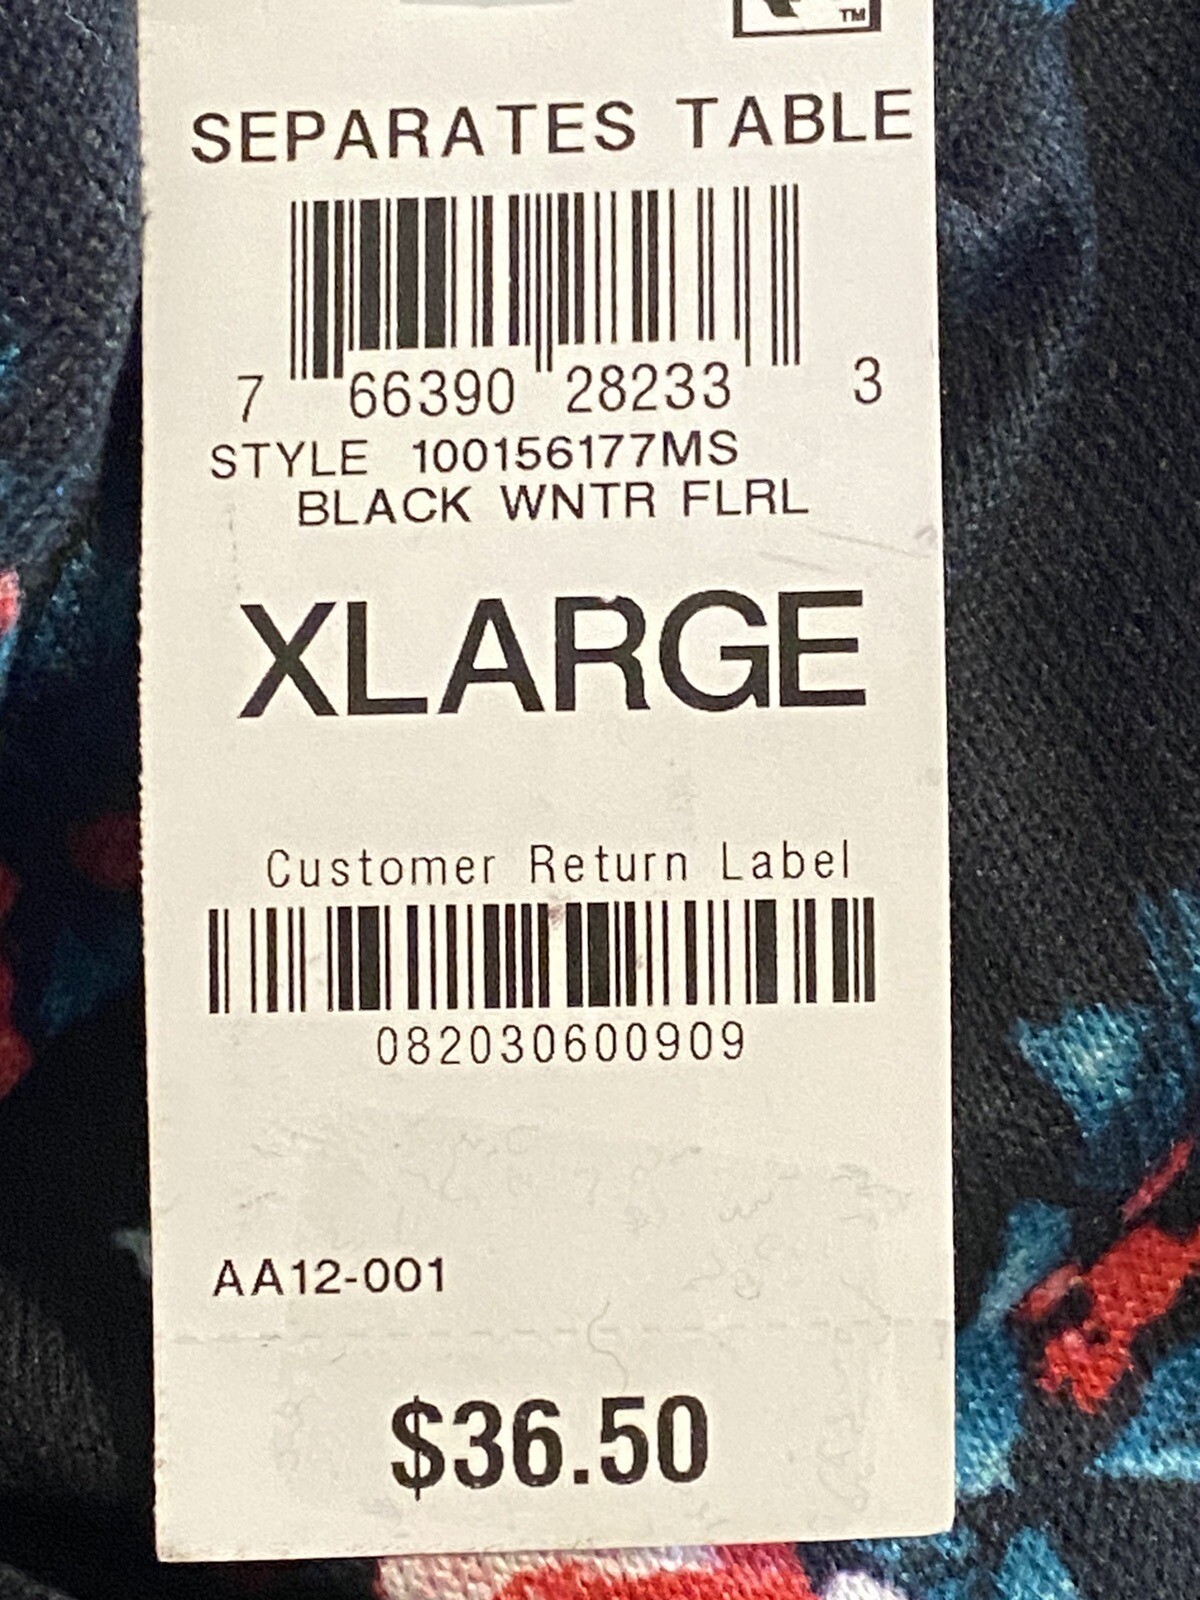 TM
SEPARATES TABLE
7 66390 28233 3
STYLE 100156177MS
BLACK WNTR FLRL
XLARGE
Customer Return Label
082030600909
AA12-001
$36.50